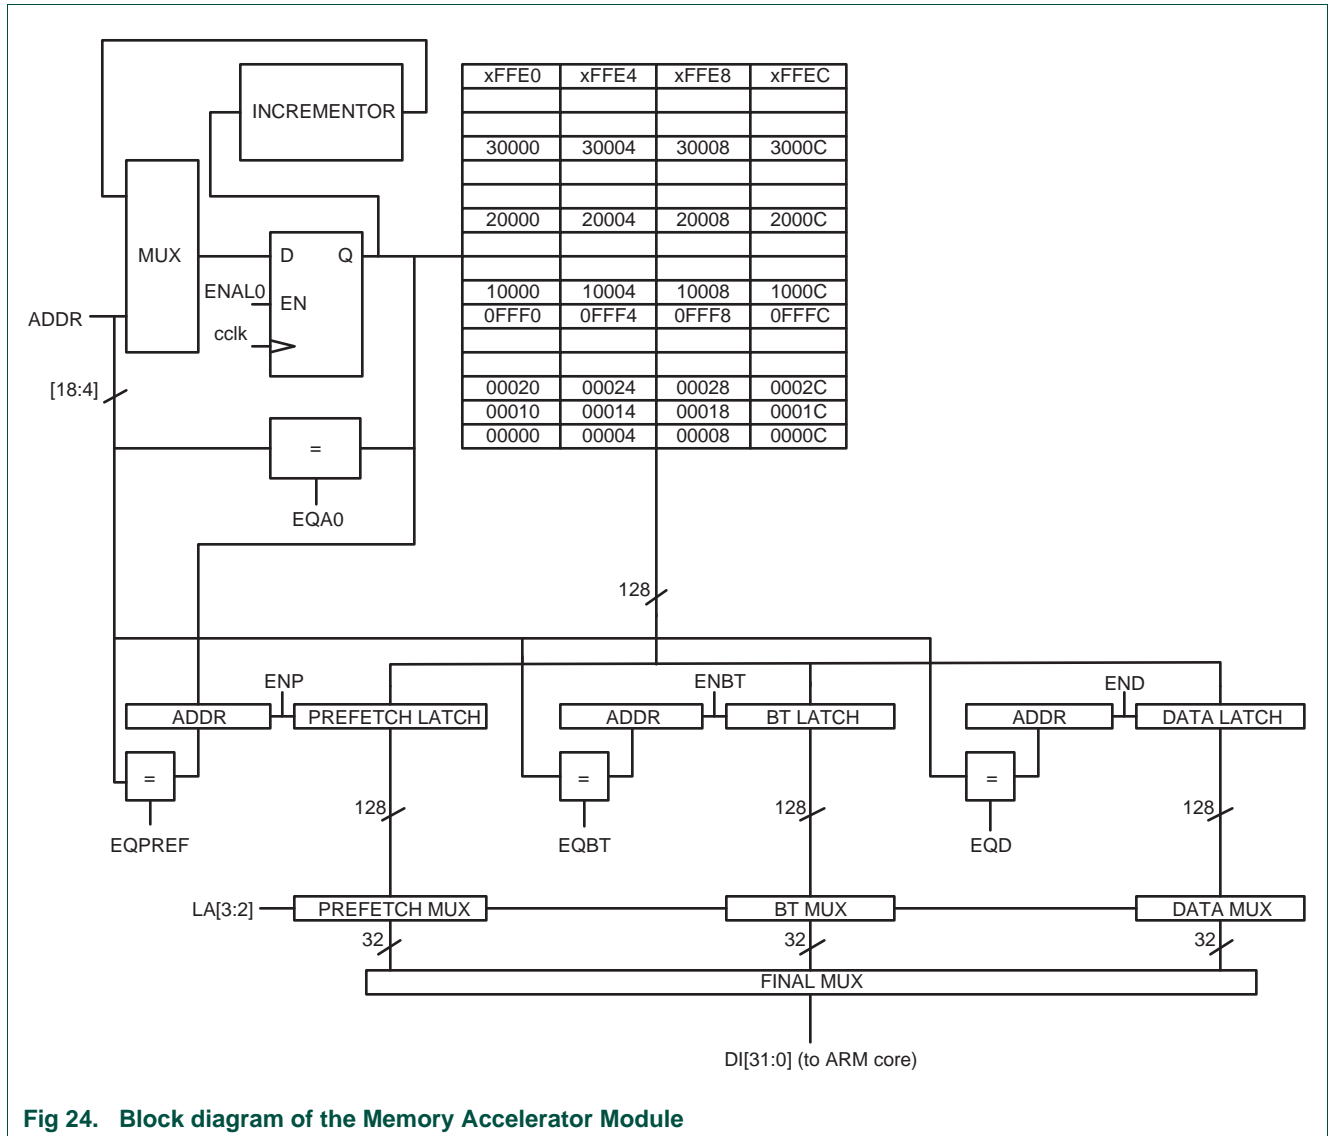 INCREMENTOR
xFFE0 xFFE4 xFFE8 xFFEC
30000 30004 30008 3000C
20000 20004 20008 2000C
MUX
D Q
ENAL0
EN
10000 10004 10008 1000C
ADDR
0FFF0 0FFF4 0FFF8 0FFFC
cclk
[18:4]
00020 00024 00028 0002C
00010 00014 00018 0001C
00000 00004 00008 0000C
=
EQA0
128
ENP ENBT END
ADDR PREFETCH LATCH ADDR BT LATCH ADDR DATA LATCH
= = =
128 128 128
EQPREF EQBT EQD
LA[3:2] PREFETCH MUX BT MUX DATA MUX
32 32 32
FINAL MUX
DI[31:0] (to ARM core)
Fig 24. Block diagram of the Memory Accelerator Module